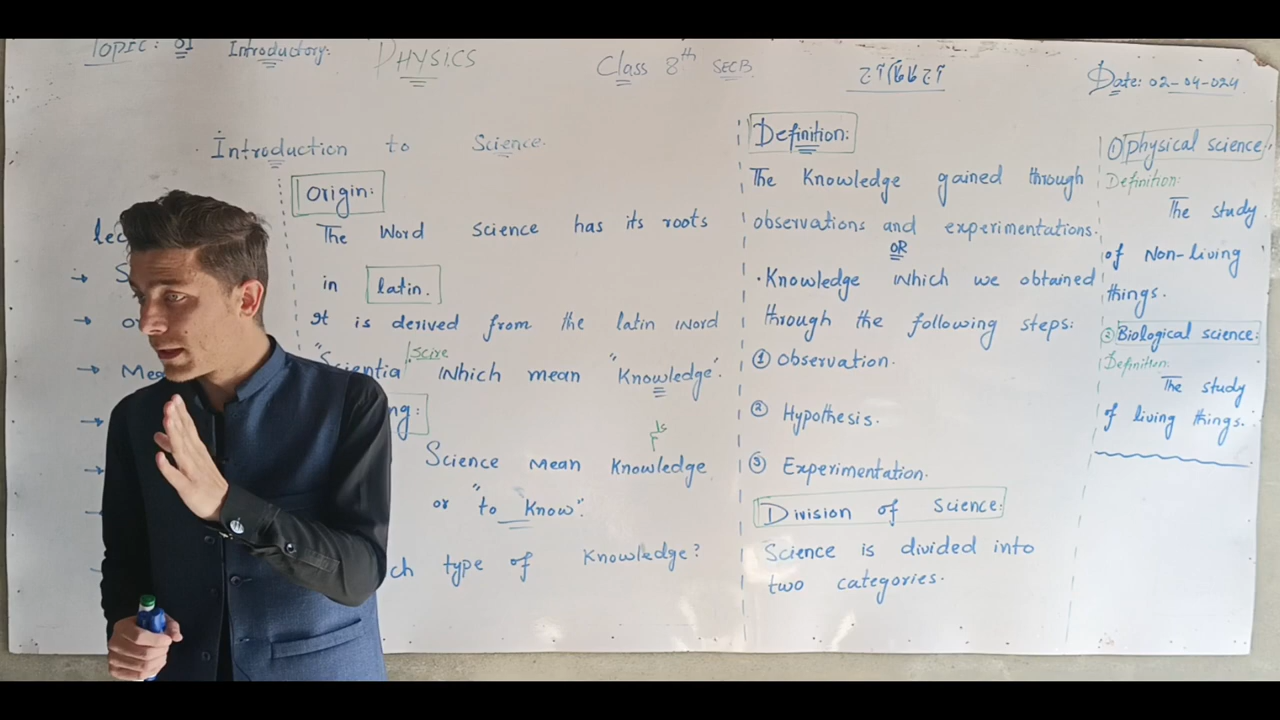 Topic: 01 Introductory: PHYSICS Class 8th SECB Date: 02-04-024
Introduction to Science.
Origin:
The Word Science has its roots
in latin.
It is derived from the latin word
"Scientia /scire which mean "Knowledge".
Science Mean Knowledge
or "to Know".
type of Knowledge?
Definition:
The Knowledge gained through
observations and experimentations.
OR
Knowledge which we obtained
through the following steps:
① Observation.
② Hypothesis.
③ Experimentation.
Division of Science:
Science is divided into
two categories.
① physical science
Definition:
The study
of Non-living
things.
② Biological science:
Definition:
The study
of living things.